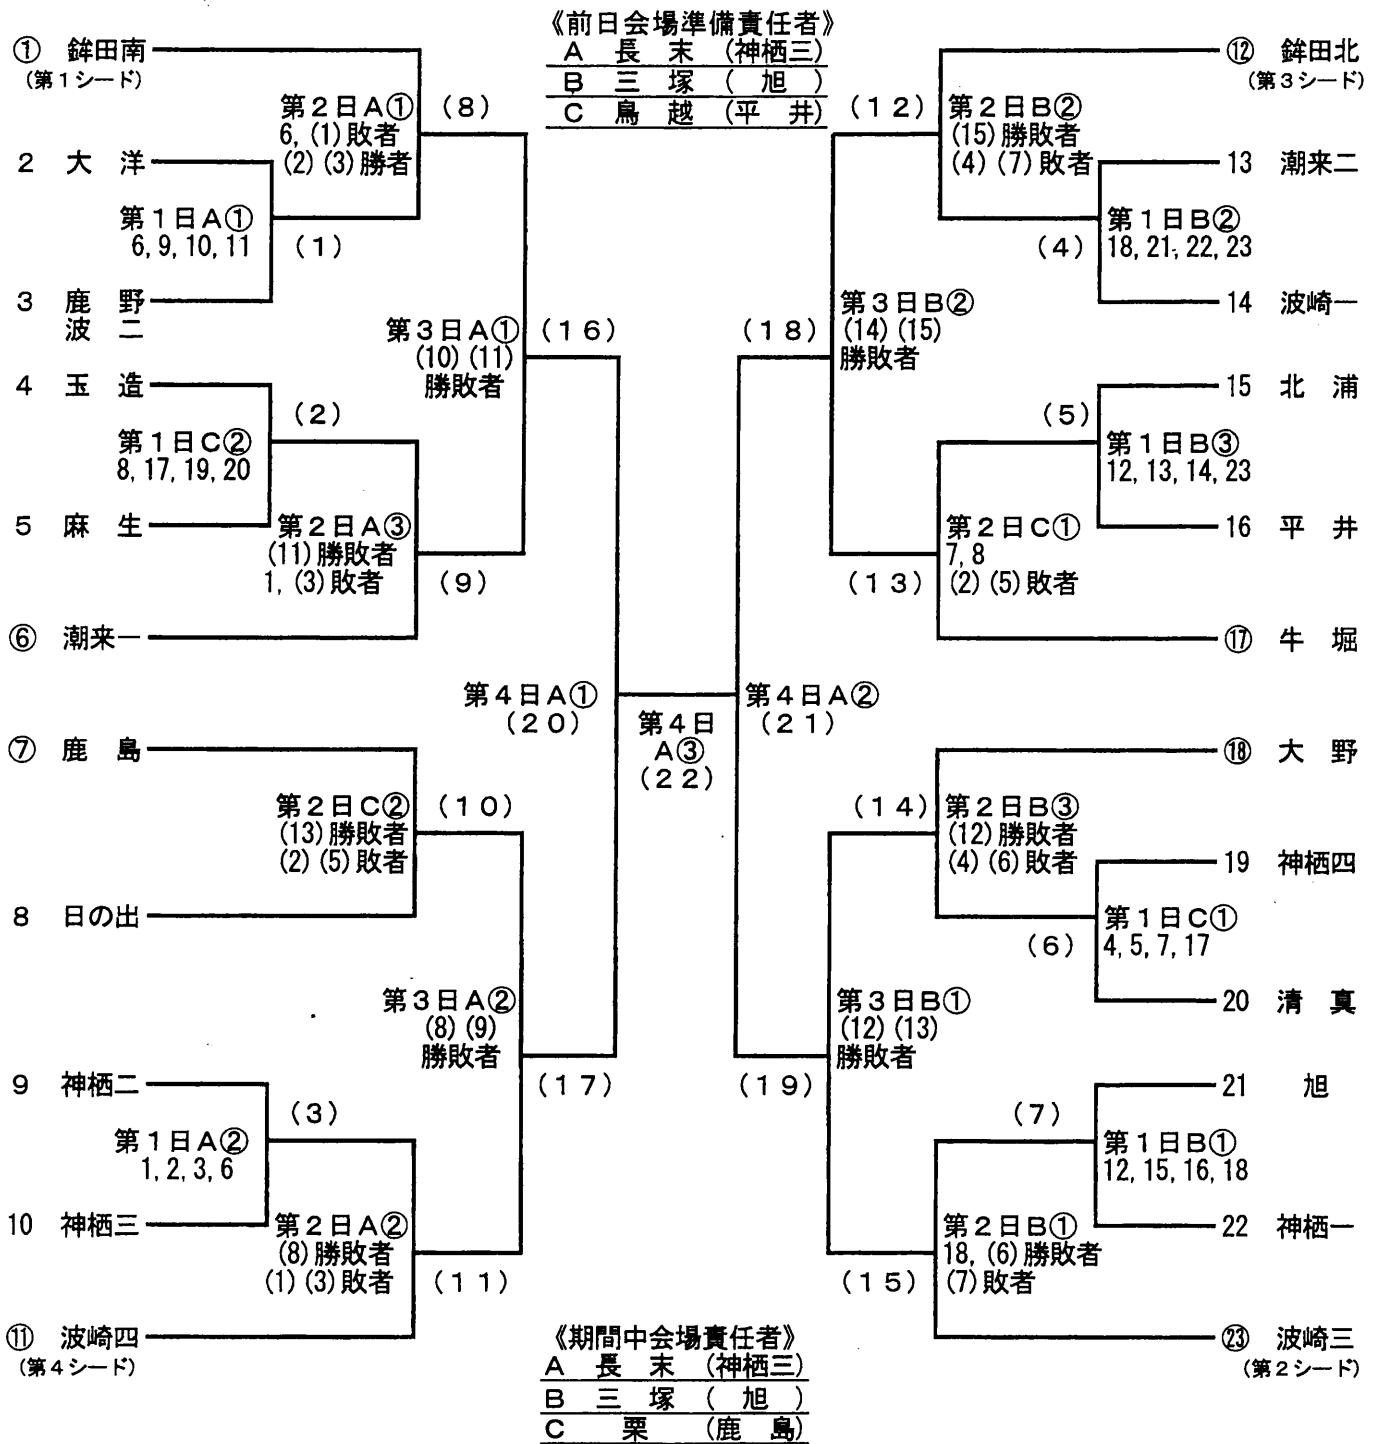 《前日会場準備責任者》
A 長 末 (神栖三)
B 三 塚 ( 旭 )
C 鳥 越 (平 井)
① 鉾田南
(第1シード)
第2日A①
6, (1)敗者
(2) (3)勝者
(8)
2 大 洋
第1日A①
6, 9, 10, 11
(1)
3 鹿 野
波 二
第3日A①
(10) (11)
勝敗者
(16)
4 玉 造
(2)
第1日C②
8, 17, 19, 20
5 麻 生
第2日A③
(11)勝敗者
1, (3)敗者
(9)
⑥ 潮来一
第4日A①
(20)
第4日
A③
(22)
⑦ 鹿 島
第2日C②
(13)勝敗者
(2) (5)敗者
(10)
8 日の出
第3日A②
(8) (9)
勝敗者
(17)
9 神栖二
(3)
第1日A②
1, 2, 3, 6
10 神栖三
第2日A②
(8)勝敗者
(1) (3)敗者
(11)
⑪ 波崎四
(第4シード)
⑫ 鉾田北
(第3シード)
(12)
第2日B②
(15)勝敗者
(4) (7)敗者
13 潮来二
第1日B②
18, 21, 22, 23
(4)
14 波崎一
(18)
第3日B②
(14) (15)
勝敗者
15 北 浦
(5)
第1日B③
12, 13, 14, 23
16 平 井
第2日C①
7, 8
(2) (5)敗者
(13)
⑰ 牛 堀
第4日A②
(21)
⑱ 大 野
(14)
第2日B③
(12)勝敗者
(4) (6)敗者
19 神栖四
第1日C①
4, 5, 7, 17
(6)
20 清 真
第3日B①
(12) (13)
勝敗者
(19)
21 旭
(7)
第1日B①
12, 15, 16, 18
22 神栖一
第2日B①
18, (6)勝敗者
(7)敗者
(15)
㉓ 波崎三
(第2シード)
《期間中会場責任者》
A 長 末 (神栖三)
B 三 塚 ( 旭 )
C 栗 (鹿 島)